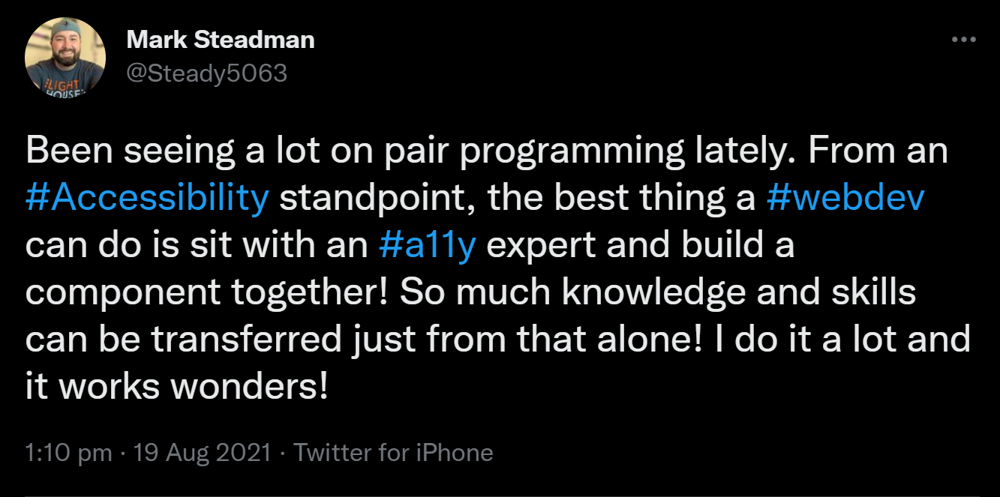 Mark Steadman
@Steady5063
LIGHT
HOUSE
Been seeing a lot on pair programming lately. From an
#Accessibility standpoint, the best thing a #webdev
can do is sit with an #a11y expert and build a
component together! So much knowledge and skills
can be transferred just from that alone! I do it a lot and
it works wonders!
1:10 pm · 19 Aug 2021 · Twitter for iPhone